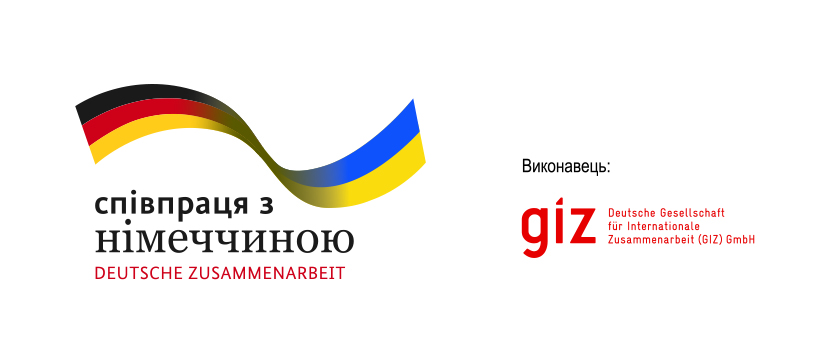 співпраця з
німеччиною
DEUTSCHE ZUSAMMENARBEIT
Виконавець:
giz
Deutsche Gesellschaft
für Internationale
Zusammenarbeit (GIZ) GmbH